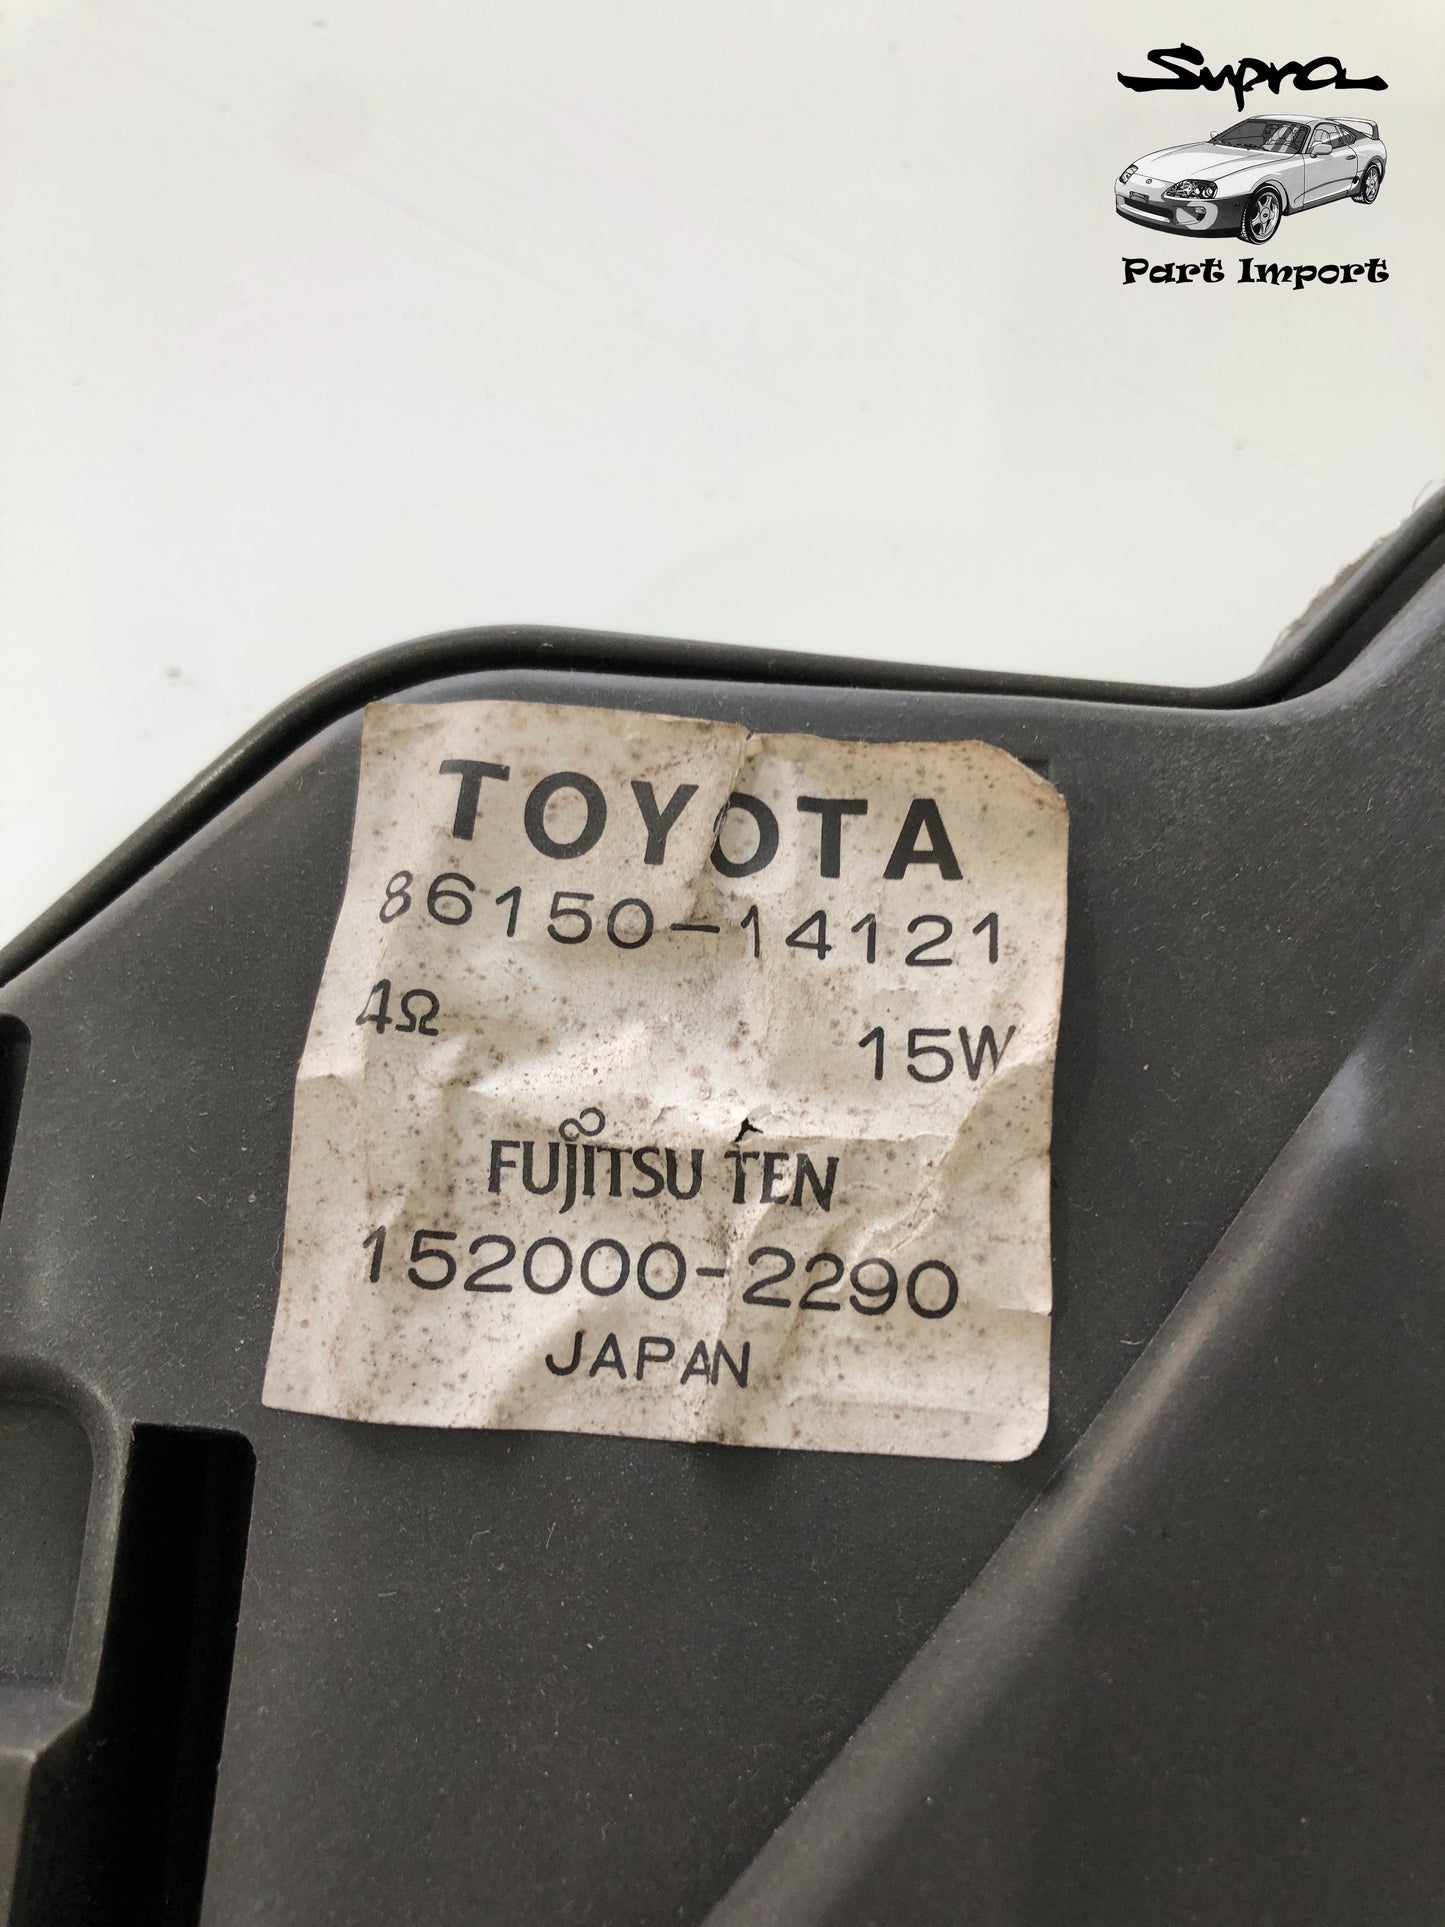 Supra
Part Import
TOYOTA
86150-14121
4Ω 15W
FUJITSU TEN
152000-2290
JAPAN